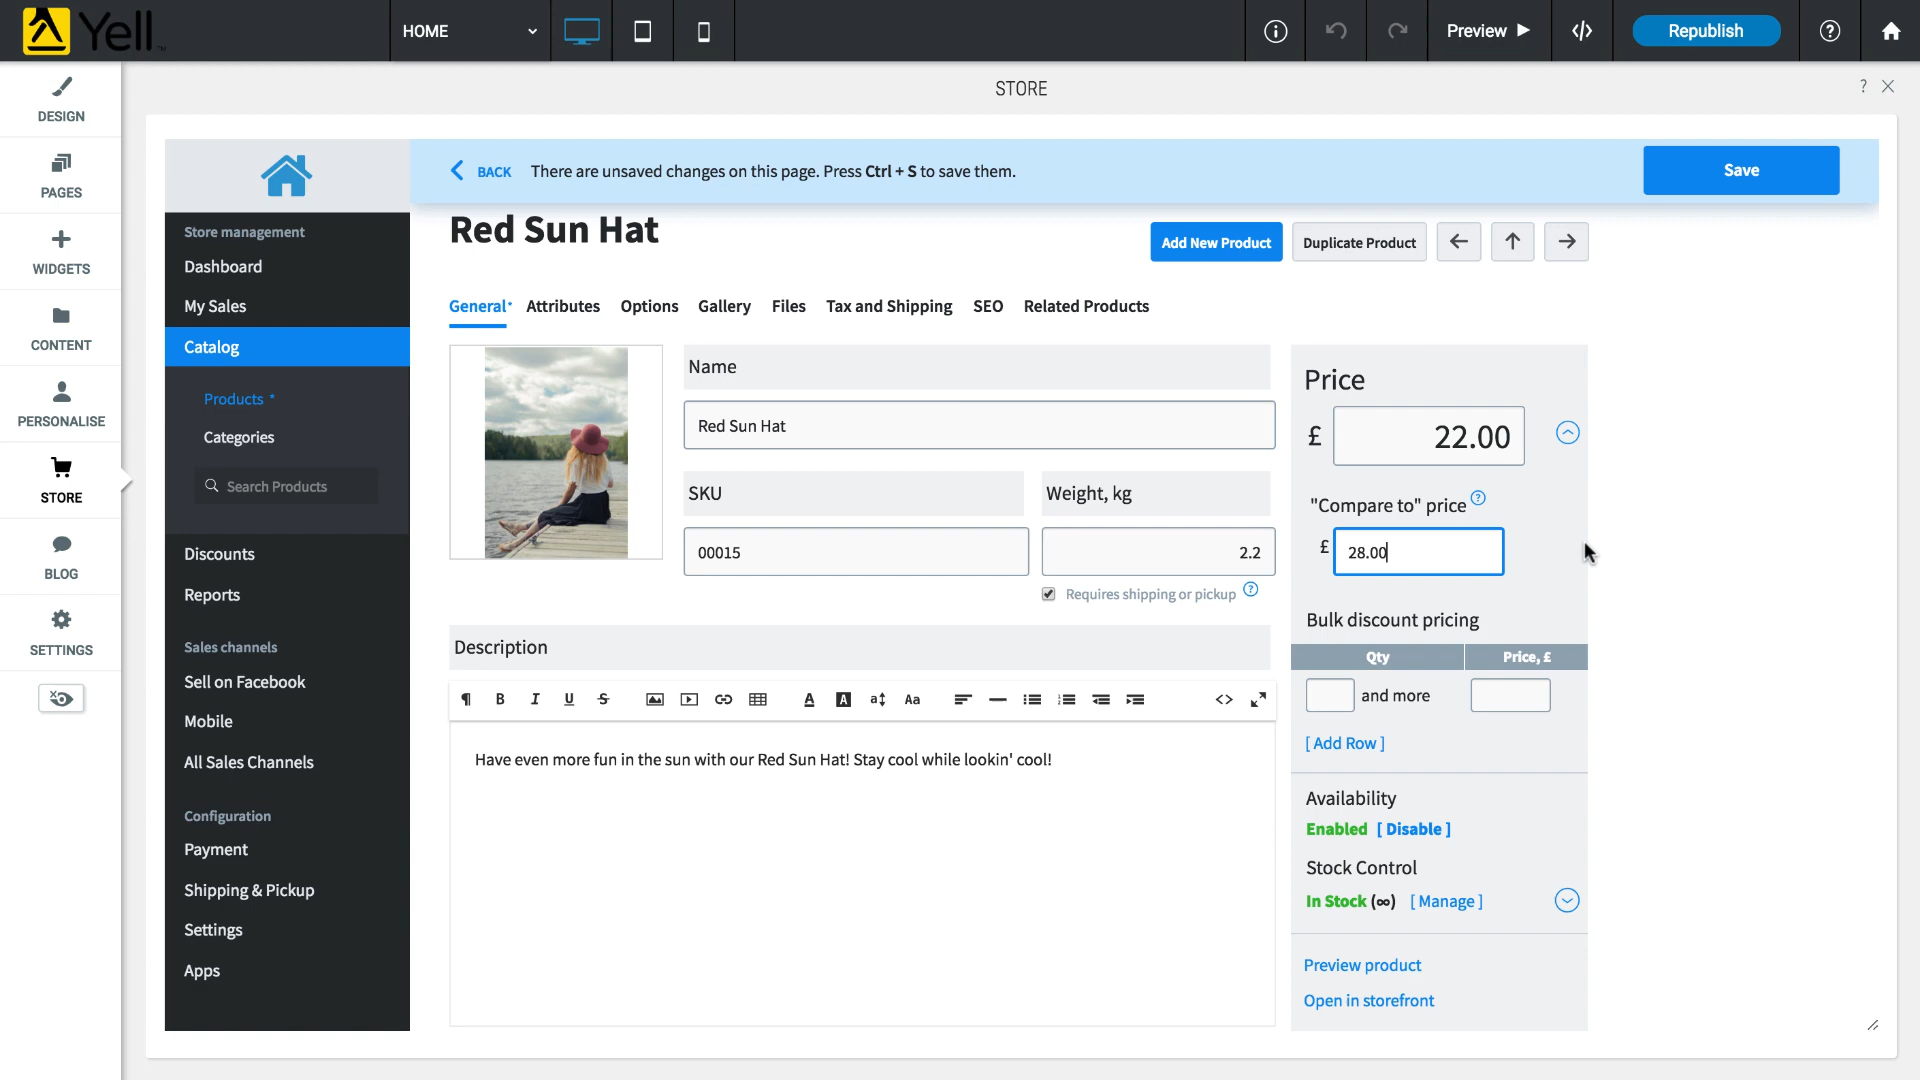 Yell
HOME
Preview
Republish
DESIGN
PAGES
WIDGETS
CONTENT
PERSONALISE
STORE
BLOG
SETTINGS
STORE
?
BACK
There are unsaved changes on this page. Press Ctrl + S to save them.
Save
Store management
Dashboard
My Sales
Catalog
Products *
Categories
Search Products
Discounts
Reports
Sales channels
Sell on Facebook
Mobile
All Sales Channels
Configuration
Payment
Shipping & Pickup
Settings
Apps
Red Sun Hat
Add New Product
Duplicate Product
General*
Attributes
Options
Gallery
Files
Tax and Shipping
SEO
Related Products
Name
Red Sun Hat
SKU
Weight, kg
00015
2.2
Requires shipping or pickup ?
Description
Have even more fun in the sun with our Red Sun Hat! Stay cool while lookin' cool!
Price
£ 22.00
"Compare to" price ?
£ 28.00
Bulk discount pricing
Qty
Price, £
and more
[ Add Row ]
Availability
Enabled [ Disable ]
Stock Control
In Stock (∞) [ Manage ]
Preview product
Open in storefront